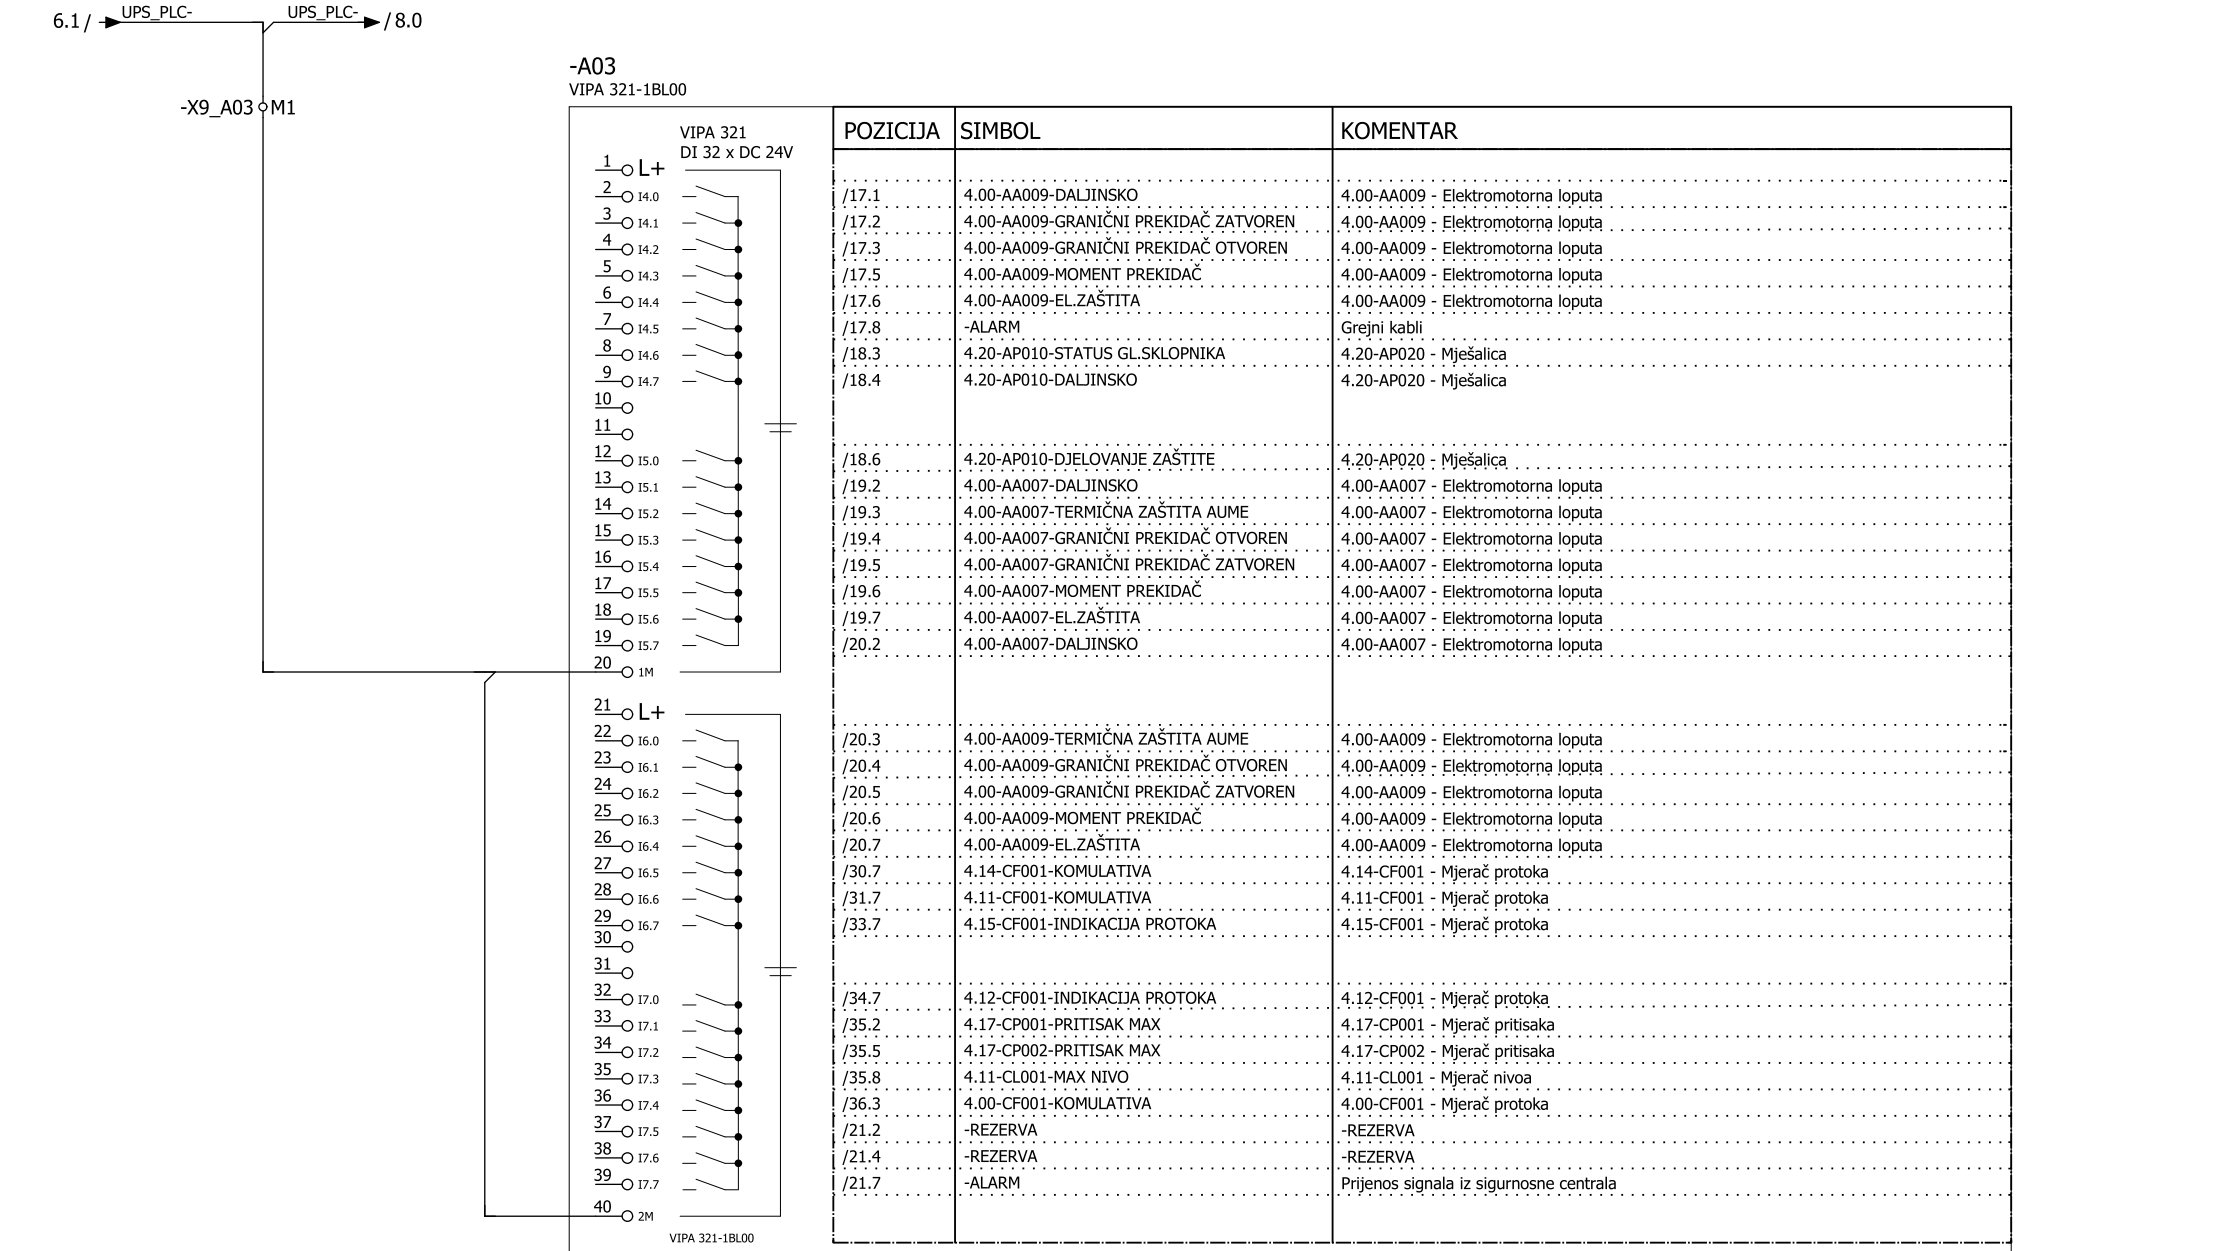 6.1 / UPS_PLC- UPS_PLC- / 8.0
-A03
VIPA 321-1BL00
-X9_A03 M1
VIPA 321
DI 32 x DC 24V
POZICIJA SIMBOL KOMENTAR
1 L+
2 I4.0 /17.1 4.00-AA009-DALJINSKO 4.00-AA009 - Elektromotorna loputa
3 I4.1 /17.2 4.00-AA009-GRANIČNI PREKIDAČ ZATVOREN 4.00-AA009 - Elektromotorna loputa
4 I4.2 /17.3 4.00-AA009-GRANIČNI PREKIDAČ OTVOREN 4.00-AA009 - Elektromotorna loputa
5 I4.3 /17.5 4.00-AA009-MOMENT PREKIDAČ 4.00-AA009 - Elektromotorna loputa
6 I4.4 /17.6 4.00-AA009-EL.ZAŠTITA 4.00-AA009 - Elektromotorna loputa
7 I4.5 /17.8 -ALARM Grejni kabli
8 I4.6 /18.3 4.20-AP010-STATUS GL.SKLOPNIKA 4.20-AP020 - Mješalica
9 I4.7 /18.4 4.20-AP010-DALJINSKO 4.20-AP020 - Mješalica
10
11
12 I5.0 /18.6 4.20-AP010-DJELOVANJE ZAŠTITE 4.20-AP020 - Mješalica
13 I5.1 /19.2 4.00-AA007-DALJINSKO 4.00-AA007 - Elektromotorna loputa
14 I5.2 /19.3 4.00-AA007-TERMIČNA ZAŠTITA AUME 4.00-AA007 - Elektromotorna loputa
15 I5.3 /19.4 4.00-AA007-GRANIČNI PREKIDAČ OTVOREN 4.00-AA007 - Elektromotorna loputa
16 I5.4 /19.5 4.00-AA007-GRANIČNI PREKIDAČ ZATVOREN 4.00-AA007 - Elektromotorna loputa
17 I5.5 /19.6 4.00-AA007-MOMENT PREKIDAČ 4.00-AA007 - Elektromotorna loputa
18 I5.6 /19.7 4.00-AA007-EL.ZAŠTITA 4.00-AA007 - Elektromotorna loputa
19 I5.7 /20.2 4.00-AA007-DALJINSKO 4.00-AA007 - Elektromotorna loputa
20 1M
21 L+
22 I6.0 /20.3 4.00-AA009-TERMIČNA ZAŠTITA AUME 4.00-AA009 - Elektromotorna loputa
23 I6.1 /20.4 4.00-AA009-GRANIČNI PREKIDAČ OTVOREN 4.00-AA009 - Elektromotorna loputa
24 I6.2 /20.5 4.00-AA009-GRANIČNI PREKIDAČ ZATVOREN 4.00-AA009 - Elektromotorna loputa
25 I6.3 /20.6 4.00-AA009-MOMENT PREKIDAČ 4.00-AA009 - Elektromotorna loputa
26 I6.4 /20.7 4.00-AA009-EL.ZAŠTITA 4.00-AA009 - Elektromotorna loputa
27 I6.5 /30.7 4.14-CF001-KOMULATIVA 4.14-CF001 - Mjerač protoka
28 I6.6 /31.7 4.11-CF001-KOMULATIVA 4.11-CF001 - Mjerač protoka
29 I6.7 /33.7 4.15-CF001-INDIKACIJA PROTOKA 4.15-CF001 - Mjerač protoka
30
31
32 I7.0 /34.7 4.12-CF001-INDIKACIJA PROTOKA 4.12-CF001 - Mjerač protoka
33 I7.1 /35.2 4.17-CP001-PRITISAK MAX 4.17-CP001 - Mjerač pritisaka
34 I7.2 /35.5 4.17-CP002-PRITISAK MAX 4.17-CP002 - Mjerač pritisaka
35 I7.3 /35.8 4.11-CL001-MAX NIVO 4.11-CL001 - Mjerač nivoa
36 I7.4 /36.3 4.00-CF001-KOMULATIVA 4.00-CF001 - Mjerač protoka
37 I7.5 /21.2 -REZERVA -REZERVA
38 I7.6 /21.4 -REZERVA -REZERVA
39 I7.7 /21.7 -ALARM Prijenos signala iz sigurnosne centrala
40 2M
VIPA 321-1BL00